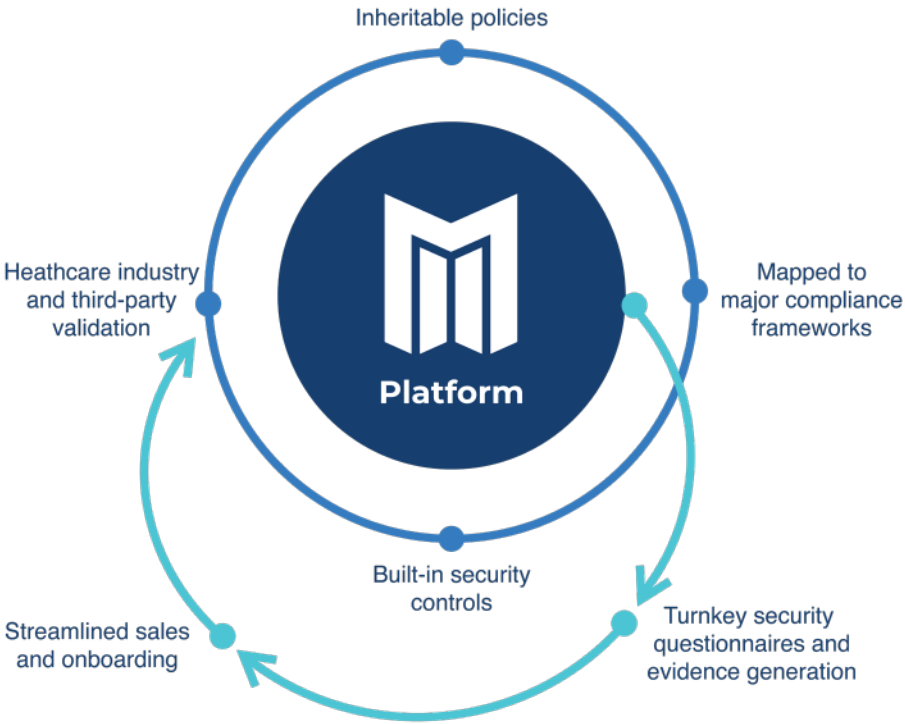 Inheritable policies
Heathcare industry
and third-party
validation
Mapped to
major compliance
frameworks
Platform
Built-in security
controls
Streamlined sales
and onboarding
Turnkey security
questionnaires and
evidence generation